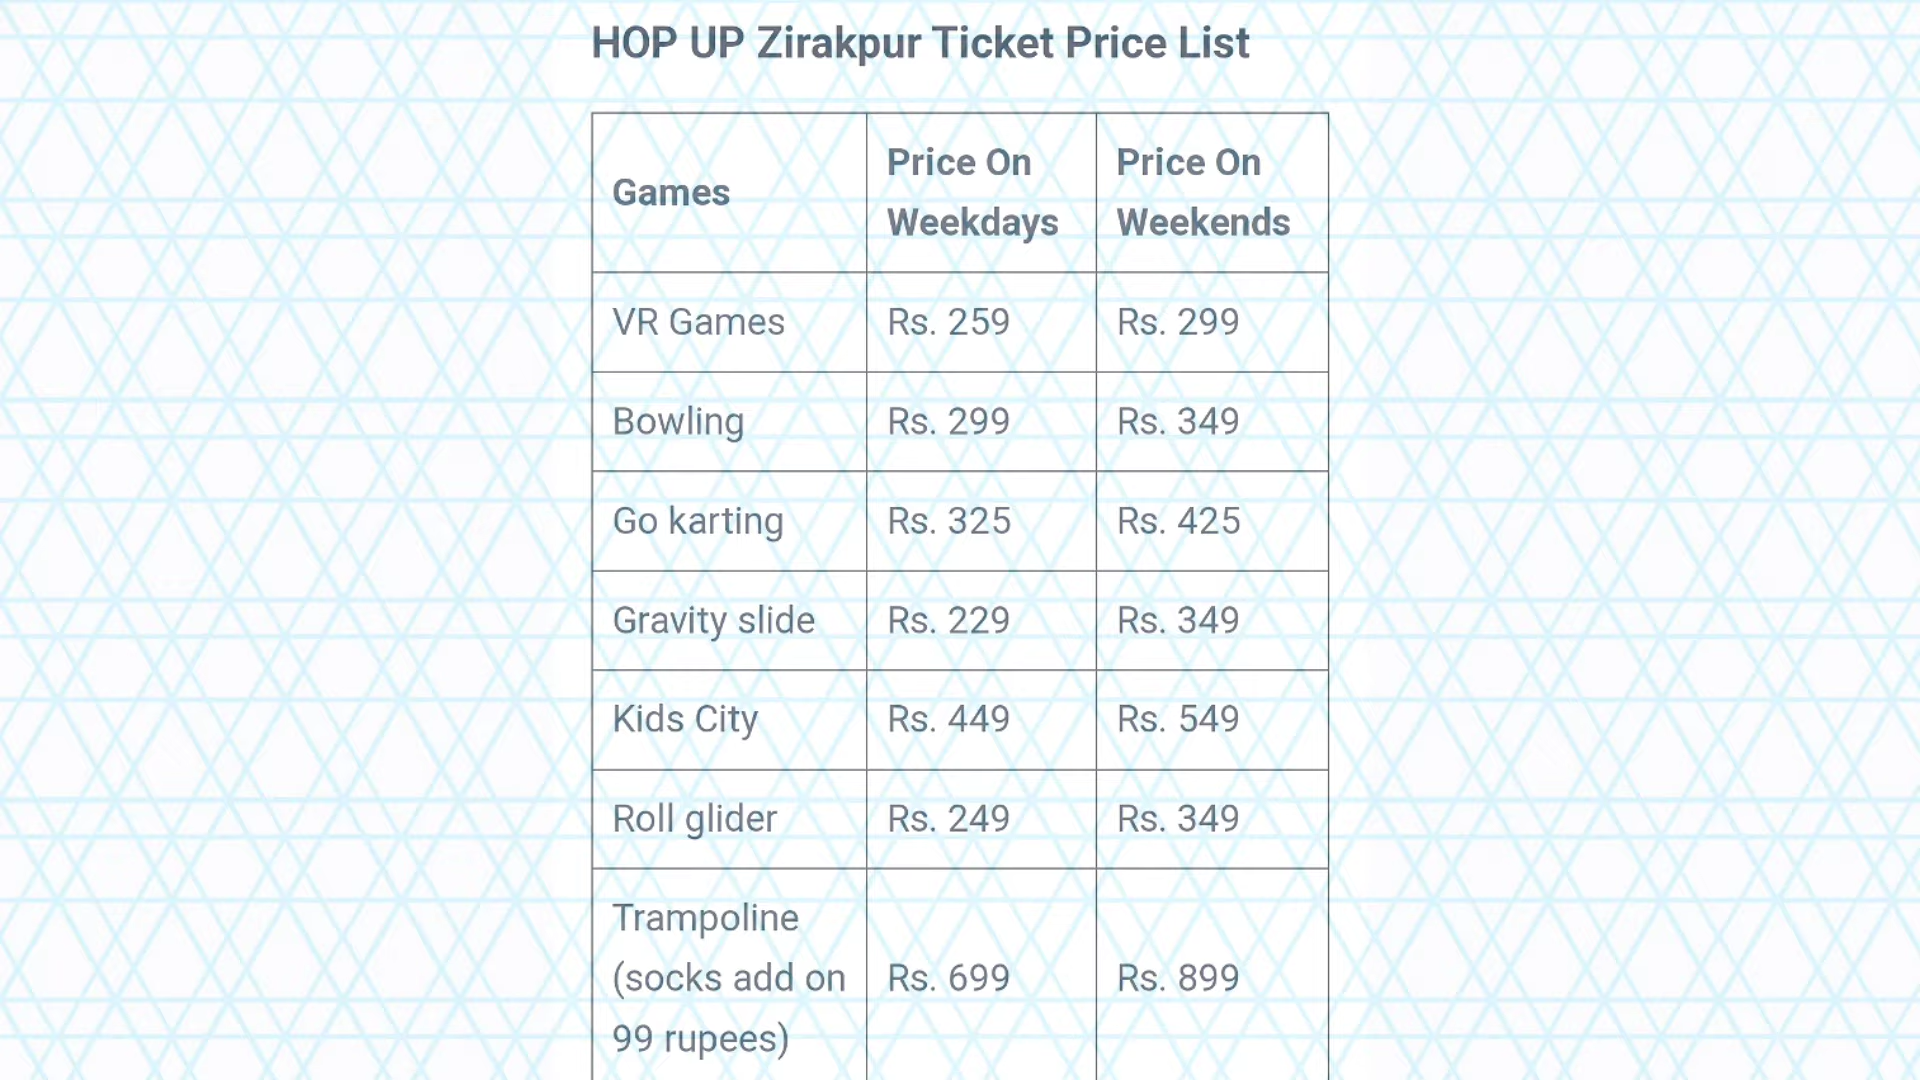 HOP UP Zirakpur Ticket Price List
Games
Price On
Weekdays
Price On
Weekends
VR Games
Rs. 259
Rs. 299
Bowling
Rs. 299
Rs. 349
Go karting
Rs. 325
Rs. 425
Gravity slide
Rs. 229
Rs. 349
Kids City
Rs. 449
Rs. 549
Roll glider
Rs. 249
Rs. 349
Trampoline
(socks add on
99 rupees)
Rs. 699
Rs. 899